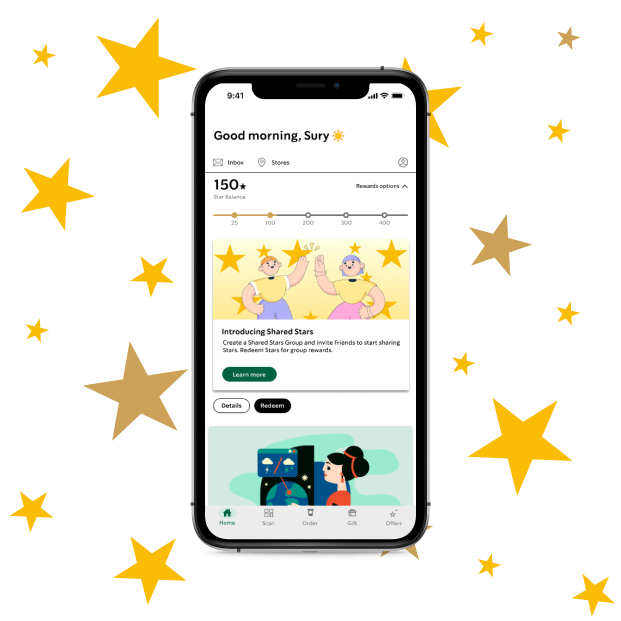 9:41
Good morning, Sury
Inbox Stores
150
Rewards options
Star Balance
25 100 200 300 400
Introducing Shared Stars
Create a Shared Stars Group and invite Friends to start sharing
Stars. Redeem Stars for group rewards.
Learn more
Details Redeem
Home Scan Order Gift Offers